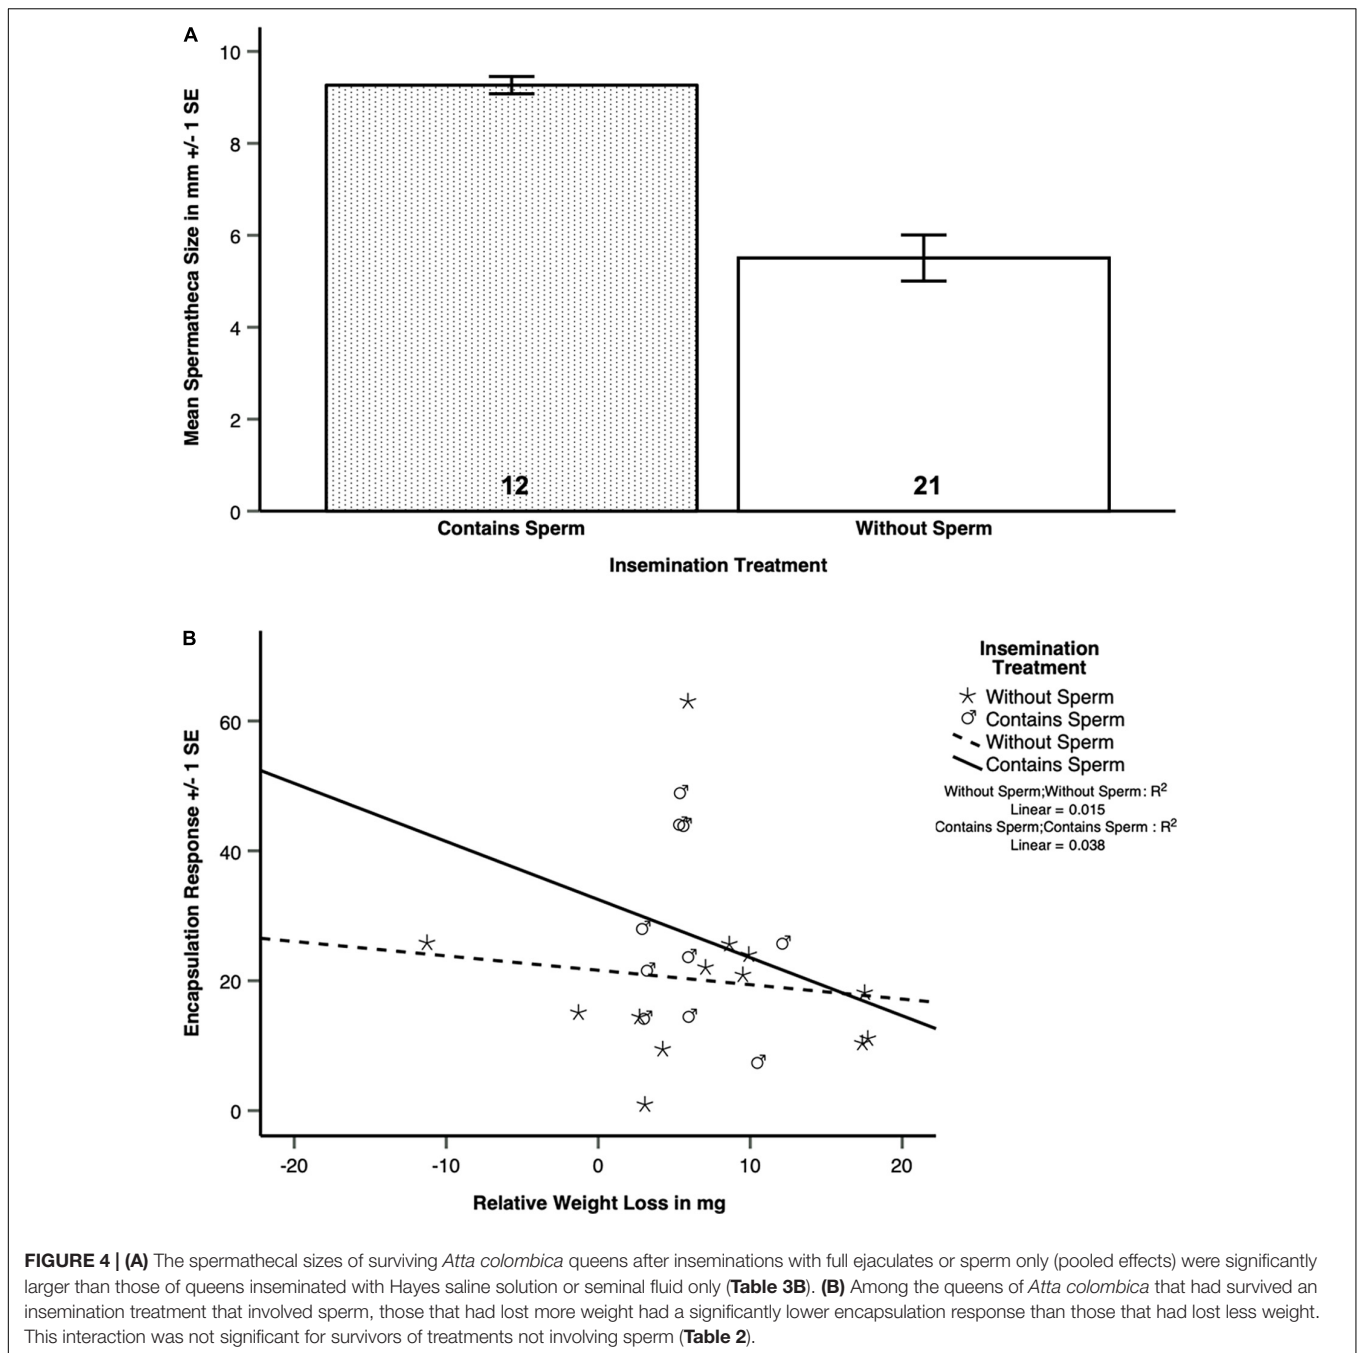 A
Mean Spermatheca Size in mm +/- 1 SE
10
8
6
4
2
0
12
21
Contains Sperm
Without Sperm
Insemination Treatment
B
Encapsulation Response +/- 1 SE
60
40
20
0
-20
-10
0
10
20
Relative Weight Loss in mg
Insemination
Treatment
Without Sperm
Contains Sperm
Without Sperm
Contains Sperm
Without Sperm;Without Sperm: R²
Linear = 0.015
Contains Sperm;Contains Sperm : R²
Linear = 0.038
FIGURE 4 | (A) The spermathecal sizes of surviving Atta colombica queens after inseminations with full ejaculates or sperm only (pooled effects) were significantly
larger than those of queens inseminated with Hayes saline solution or seminal fluid only (Table 3B). (B) Among the queens of Atta colombica that had survived an
insemination treatment that involved sperm, those that had lost more weight had a significantly lower encapsulation response than those that had lost less weight.
This interaction was not significant for survivors of treatments not involving sperm (Table 2).